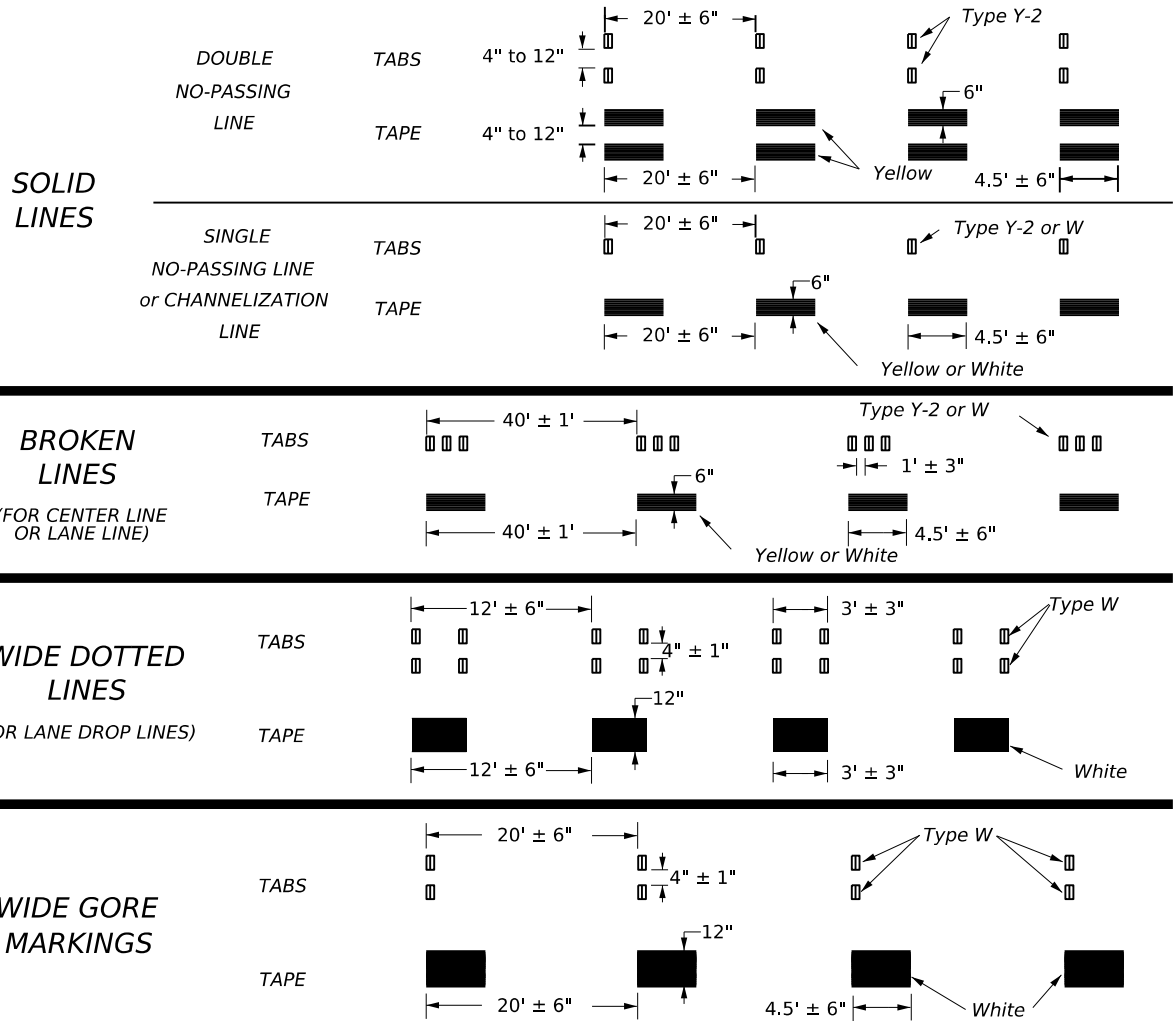 20' ± 6"
Type Y-2
DOUBLE
NO-PASSING
LINE
TABS
4" to 12"
6"
TAPE
4" to 12"
Yellow
20' ± 6"
4.5' ± 6"
SOLID
LINES
20' ± 6"
Type Y-2 or W
SINGLE
NO-PASSING LINE
or CHANNELIZATION
LINE
TABS
6"
TAPE
20' ± 6"
4.5' ± 6"
Yellow or White
BROKEN
LINES
(FOR CENTER LINE
OR LANE LINE)
40' ± 1'
Type Y-2 or W
TABS
1' ± 3"
6"
TAPE
40' ± 1'
4.5' ± 6"
Yellow or White
WIDE DOTTED
LINES
OR LANE DROP LINES)
12' ± 6"
3' ± 3"
Type W
TABS
4" ± 1"
12"
TAPE
12' ± 6"
3' ± 3"
White
WIDE GORE
MARKINGS
20' ± 6"
Type W
TABS
4" ± 1"
12"
TAPE
20' ± 6"
4.5' ± 6"
White